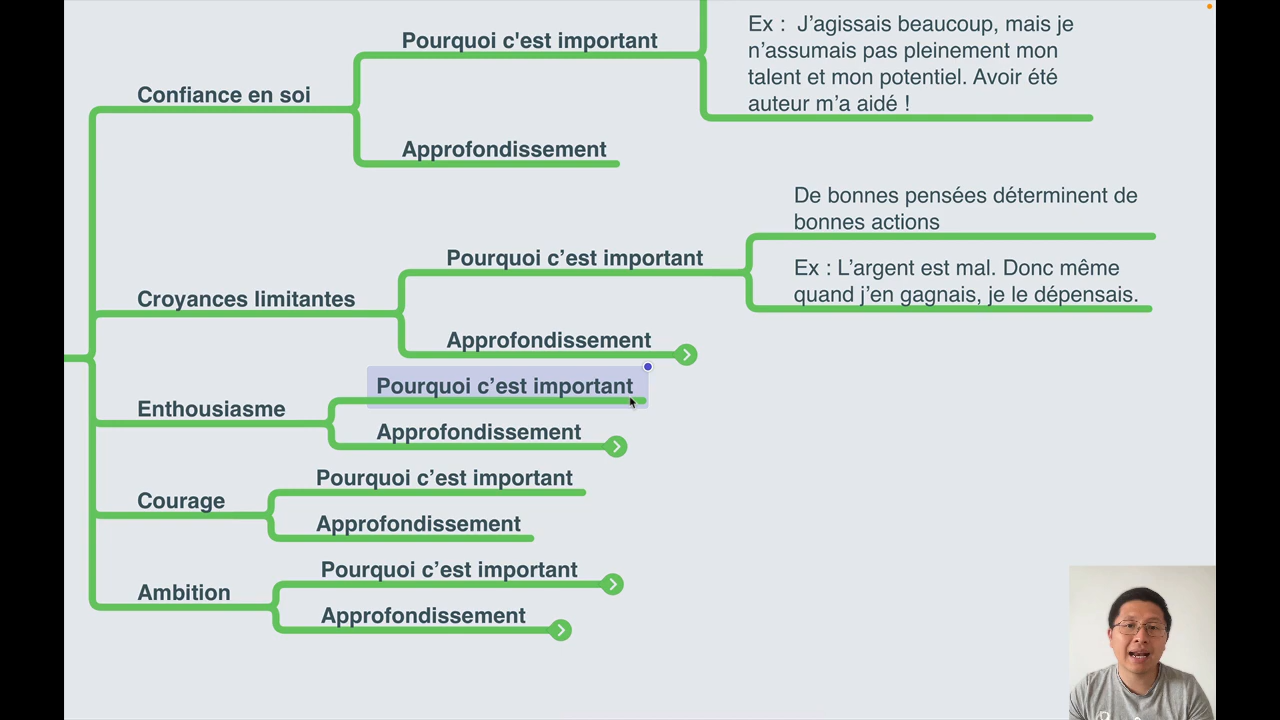 Pourquoi c'est important
Ex :  J’agissais beaucoup, mais je
n’assumais pas pleinement mon
talent et mon potentiel. Avoir été
auteur m’a aidé !
Confiance en soi
Approfondissement
De bonnes pensées déterminent de
bonnes actions
Pourquoi c’est important
Ex : L’argent est mal. Donc même
quand j’en gagnais, je le dépensais.
Croyances limitantes
Approfondissement
Pourquoi c’est important
Enthousiasme
Approfondissement
Pourquoi c’est important
Courage
Approfondissement
Pourquoi c’est important
Ambition
Approfondissement